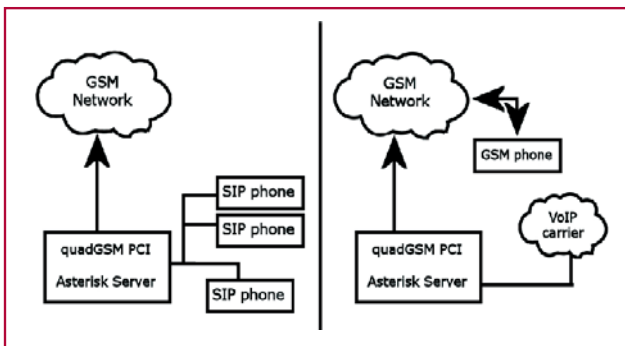 GSM
Network
SIP phone
SIP phone
quadGSM PCI
Asterisk Server
SIP phone
GSM
Network
GSM phone
VoIP
carrier
quadGSM PCI
Asterisk Server